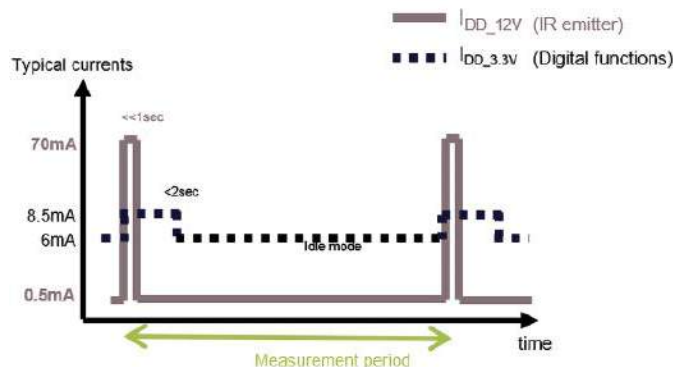 IDD_12V (IR emitter)
IDD_3.3V (Digital functions)
Typical currents
<<1sec
70mA
<2sec
8.5mA
6mA
Idle mode
0.5mA
time
Measurement period